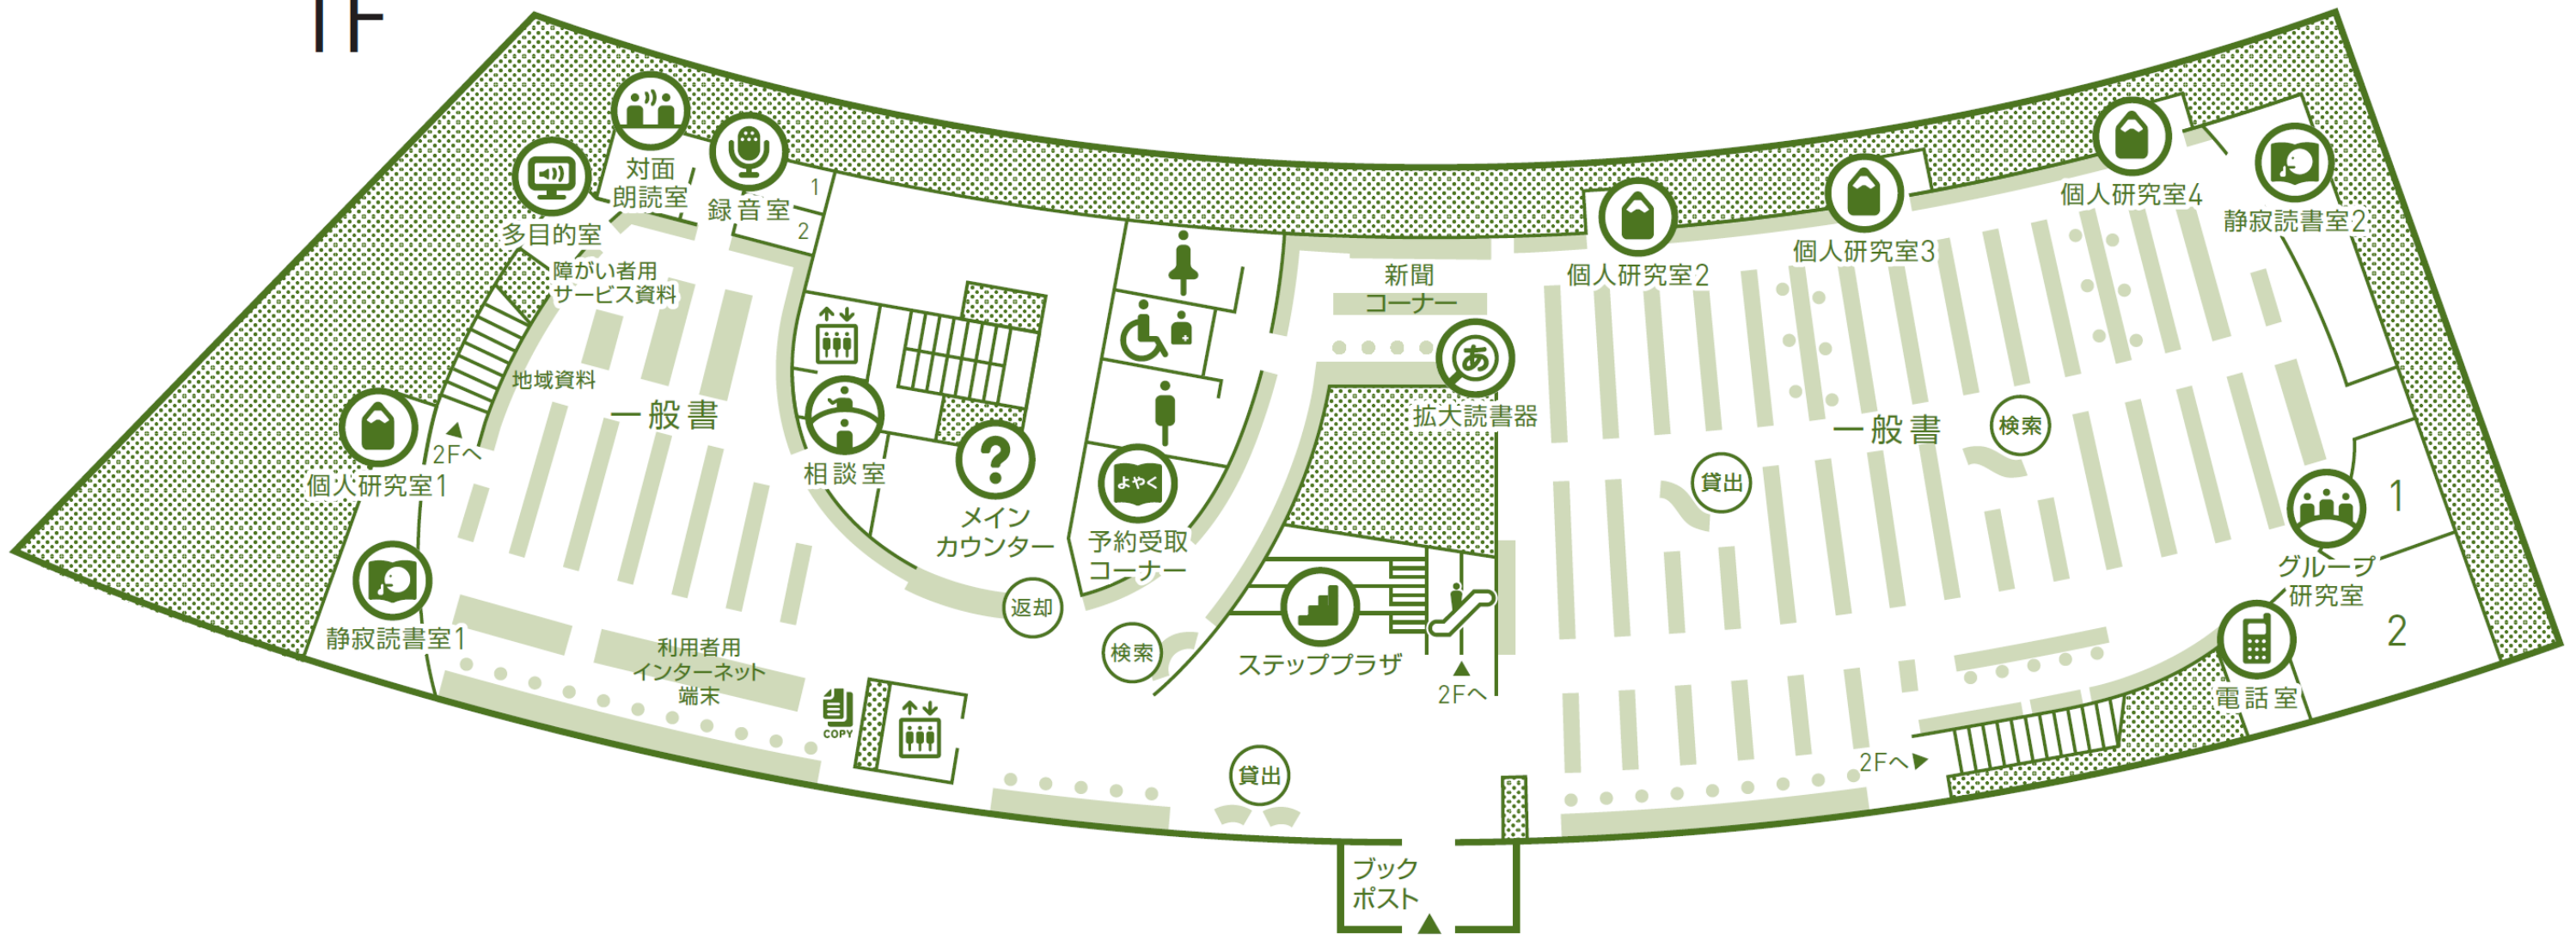 1F
対面
朗読室
録音室
1
2
多目的室
障がい者用
サービス資料
地域資料
一般書
2Fへ
個人研究室1
静寂読書室1
利用者用
インターネット
端末
COPY
相談室
?
メイン
カウンター
よやく
予約受取
コーナー
返却
検索
貸出
新聞
コーナー
あ
拡大読書器
ステッププラザ
2Fへ
ブック
ポスト
個人研究室2
個人研究室3
個人研究室4
静寂読書室2
一般書
検索
貸出
グループ
研究室
1
2
電話室
2Fへ